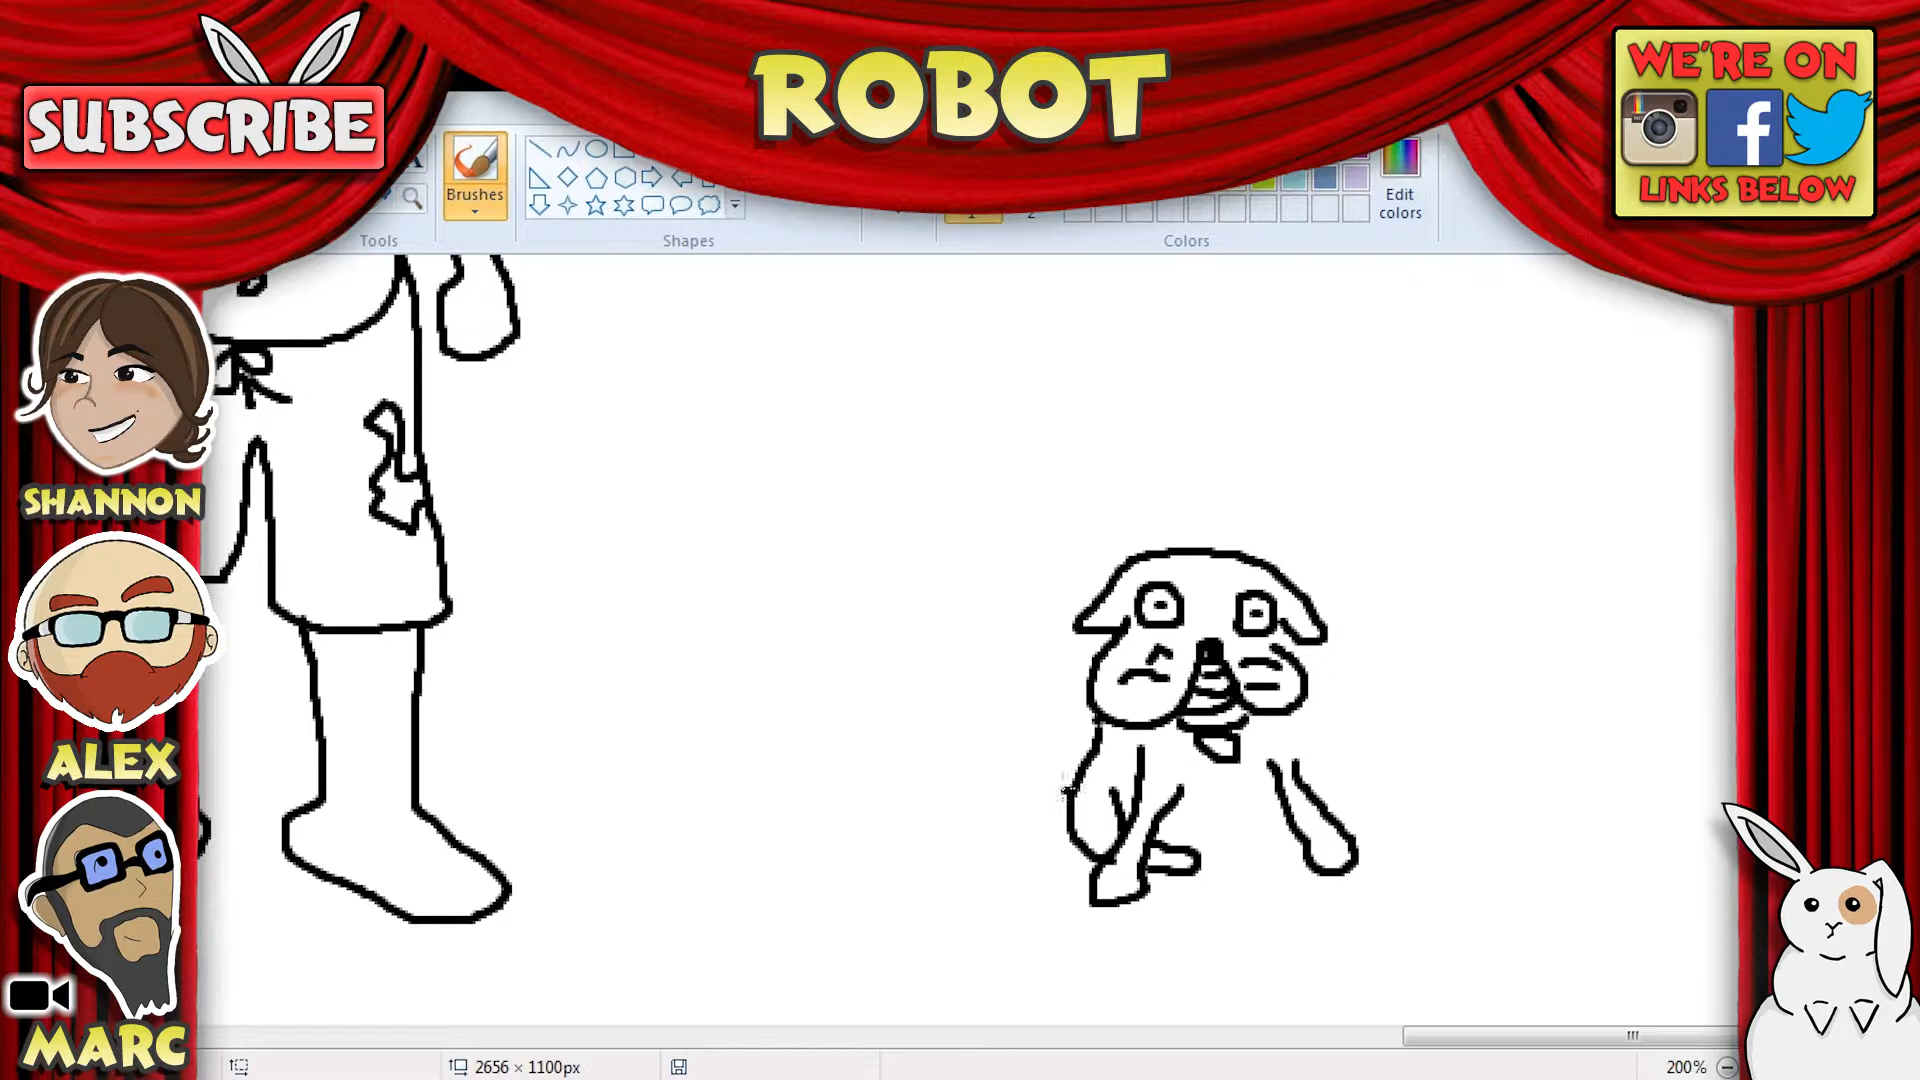 SUBSCRIBE
ROBOT
WE'RE ON
LINKS BELOW
Brushes
Edit
colors
Tools
Shapes
Colors
SHANNON
ALEX
MARC
2656 × 1100px
200%